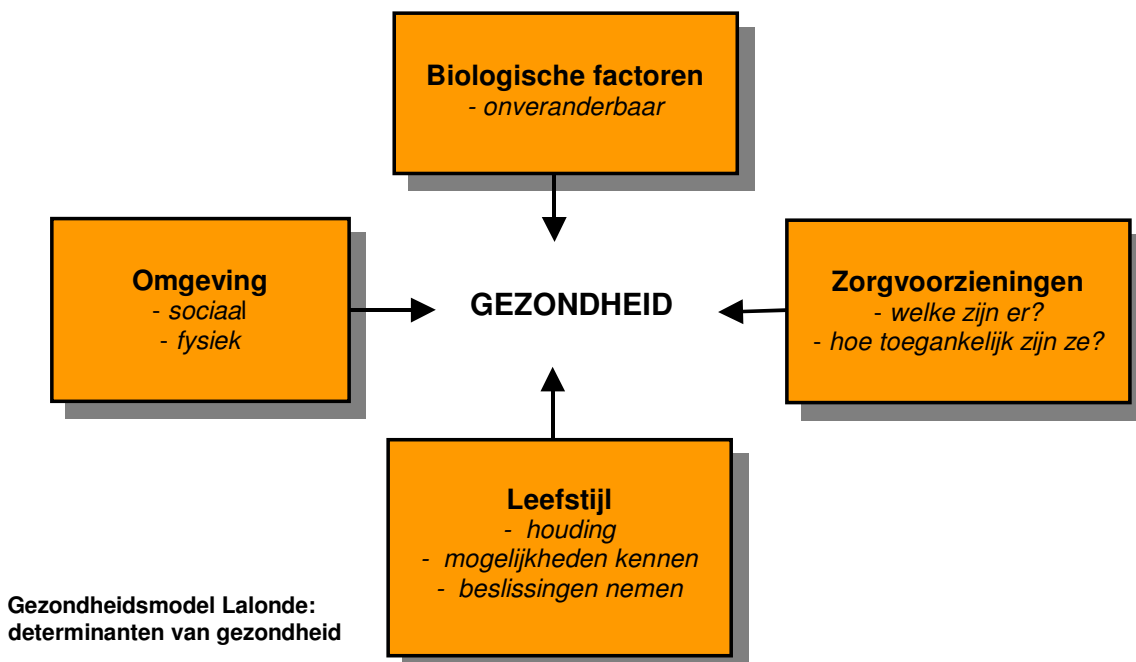 Biologische factoren
- onveranderbaar
Omgeving
- sociaal
- fysiek
GEZONDHEID
Zorgvoorzieningen
- welke zijn er?
- hoe toegankelijk zijn ze?
Leefstijl
- houding
- mogelijkheden kennen
- beslissingen nemen
Gezondheidsmodel Lalonde:
determinanten van gezondheid